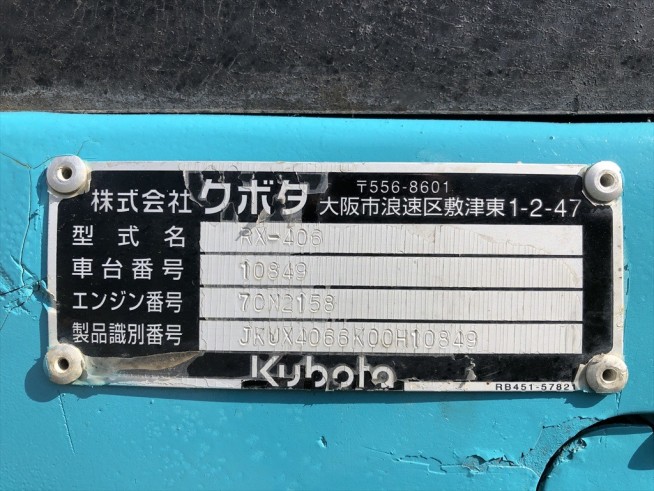 株式会社 クボタ 〒556-8601
大阪市浪速区敷津東1-2-47
型式名 RX-406
車台番号 10849
エンジン番号 7CN2158
製品識別番号 JKUX4066K00H10849
Kubota
RB451-57821